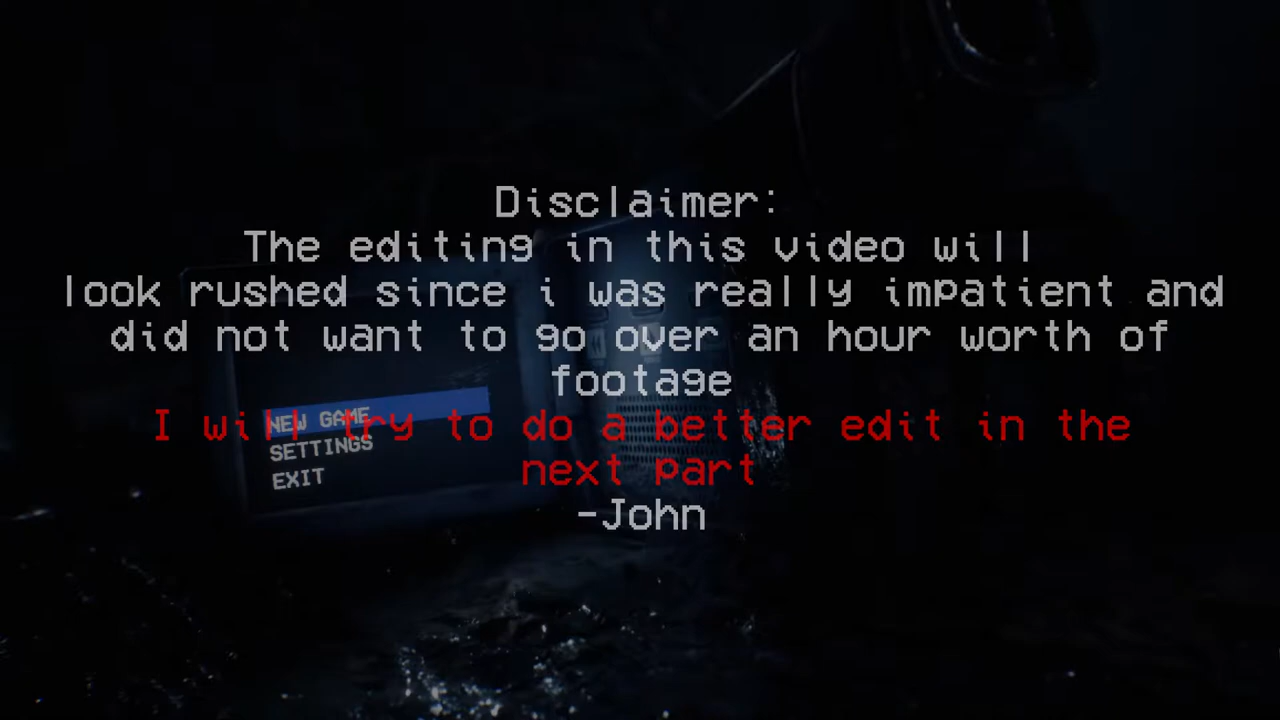 Disclaimer:
The editing in this video will
look rushed since i was really impatient and
did not want to go over an hour worth of
footage
I will try to do a better edit in the
next part
-John
NEW GAME
SETTINGS
EXIT